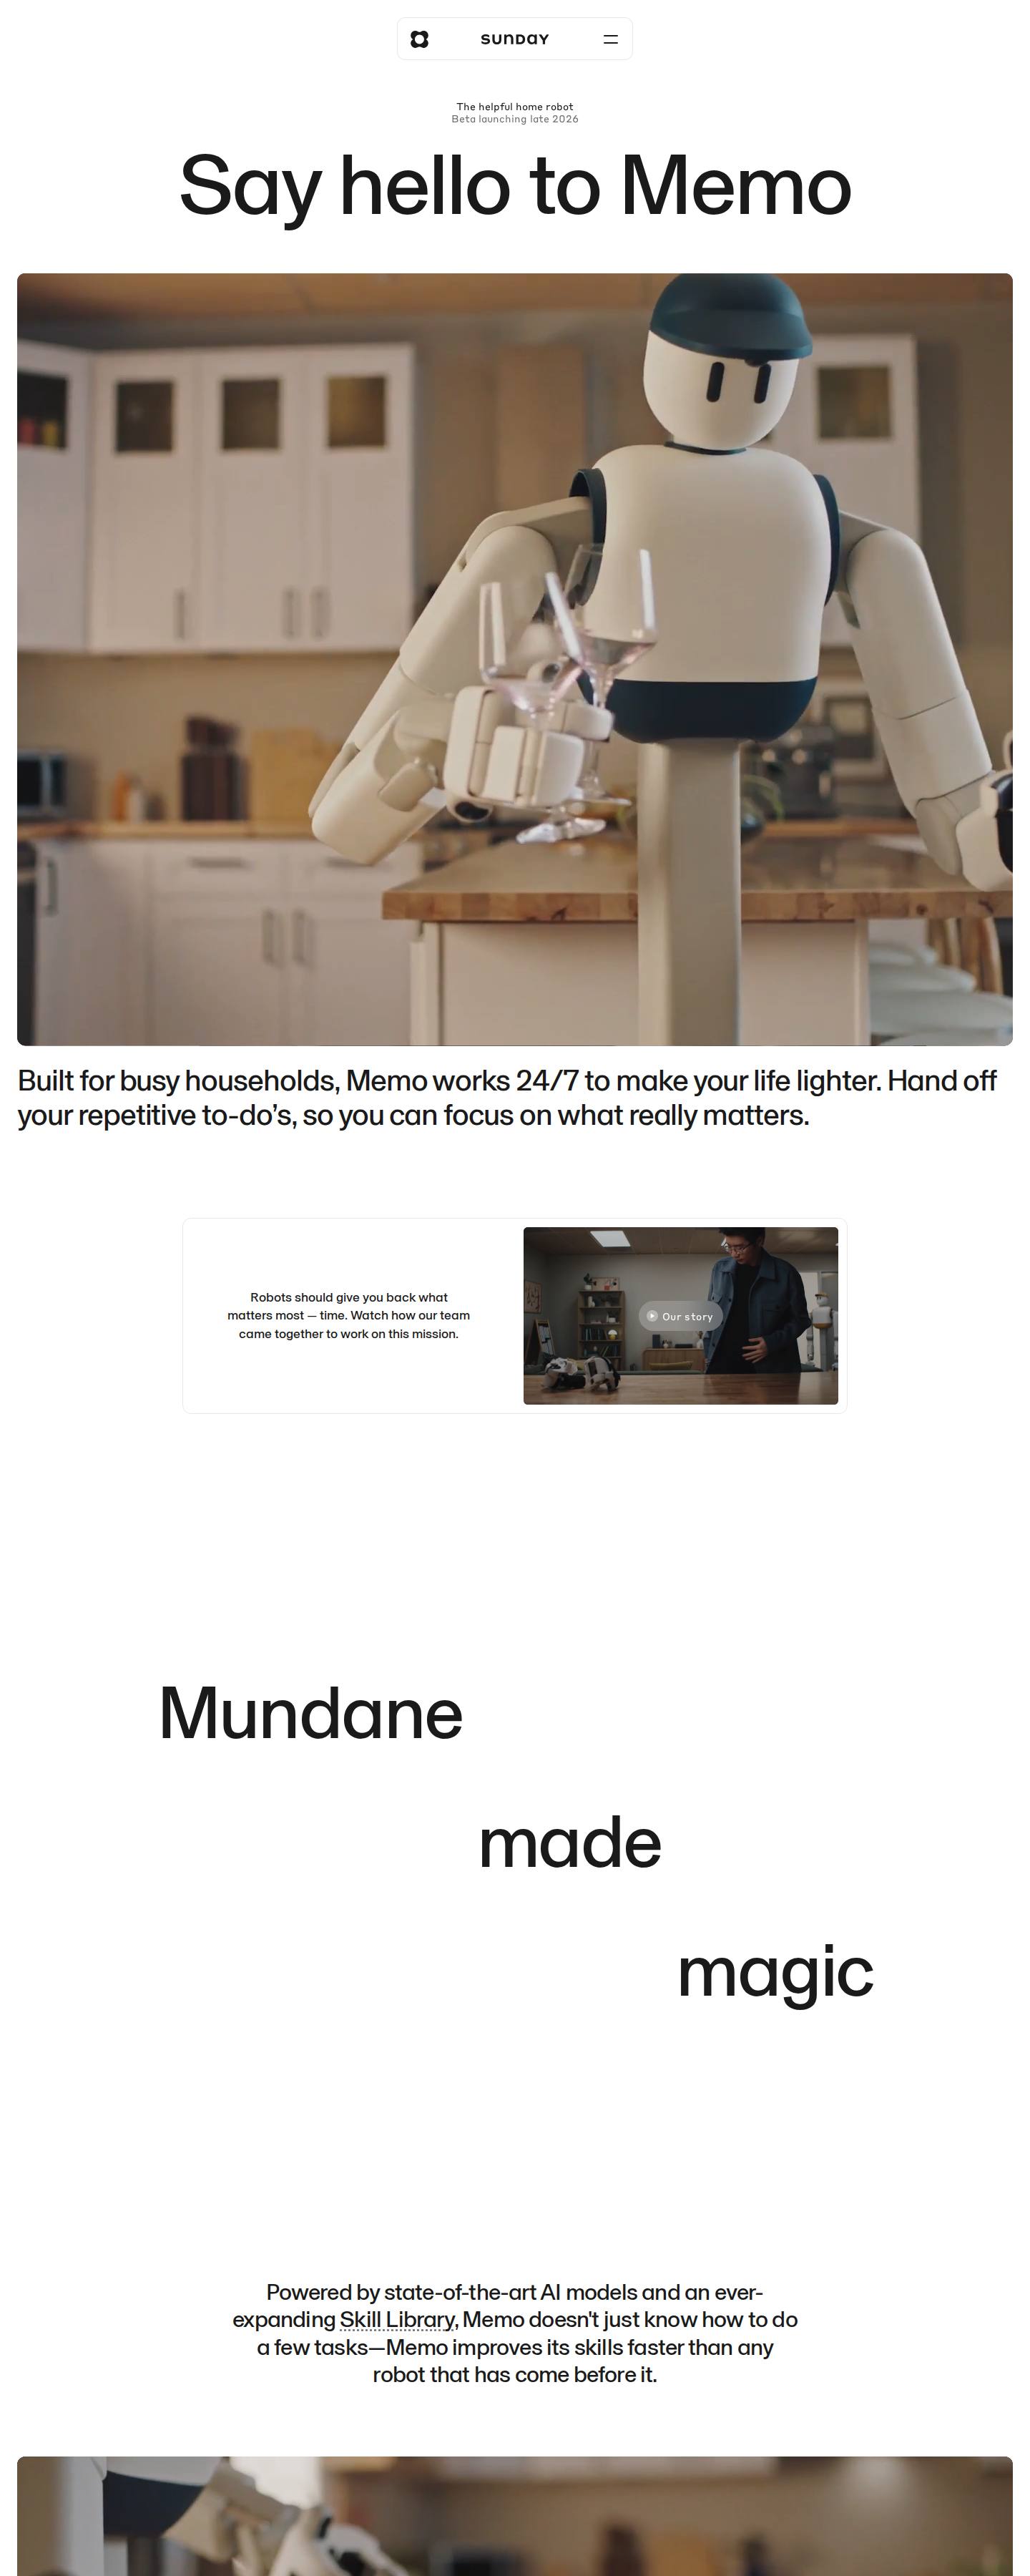 SUNDAY
The helpful home robot
Beta launching late 2026
Say hello to Memo
Built for busy households, Memo works 24/7 to make your life lighter. Hand off
your repetitive to-do’s, so you can focus on what really matters.
Robots should give you back what
matters most — time. Watch how our team
came together to work on this mission.
Our story
Mundane
made
magic
Powered by state-of-the-art AI models and an ever-
expanding Skill Library, Memo doesn't just know how to do
a few tasks—Memo improves its skills faster than any
robot that has come before it.